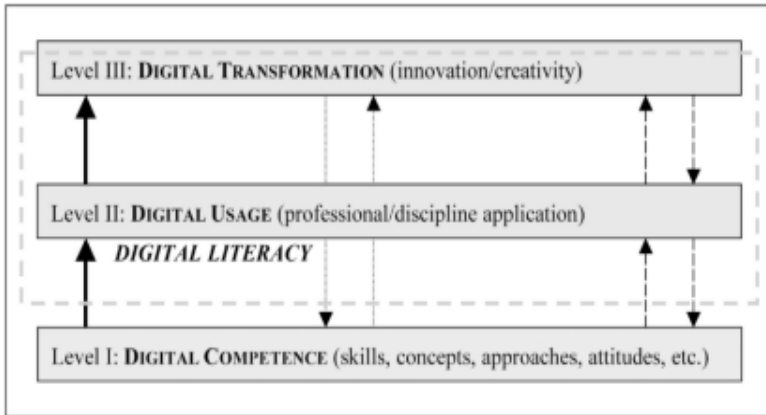 Level III: DIGITAL TRANSFORMATION (innovation/creativity)
Level II: DIGITAL USAGE (professional/discipline application)
DIGITAL LITERACY
Level I: DIGITAL COMPETENCE (skills, concepts, approaches, attitudes, etc.)